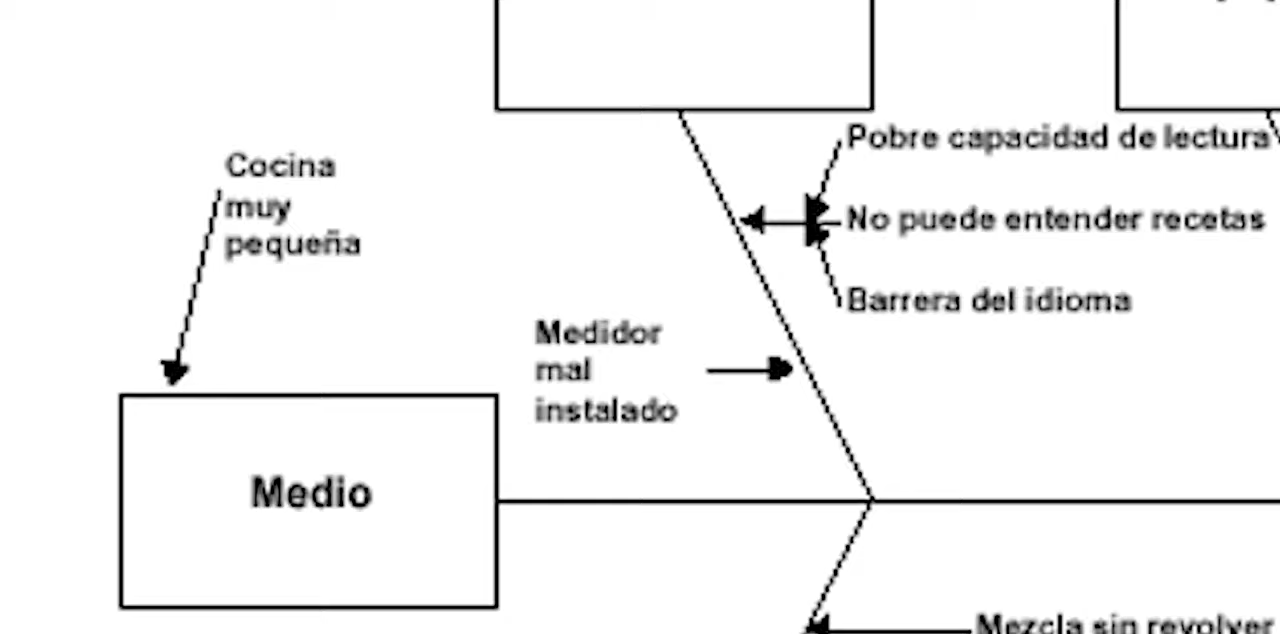 Pobre capacidad de lectura
Cocina
muy
pequeña
No puede entender recetas
Barrera del idioma
Medidor
mal
instalado
Medio
Mezcla sin revolver